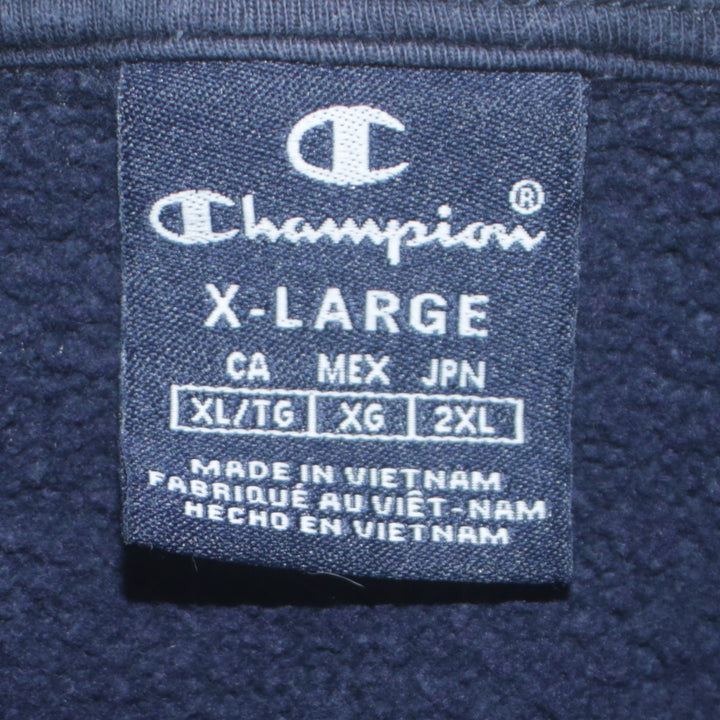 Champion®
X-LARGE
CA MEX JPN
XL/TG XG 2XL
MADE IN VIETNAM
FABRIQUÉ AU VIÊT-NAM
HECHO EN VIETNAM